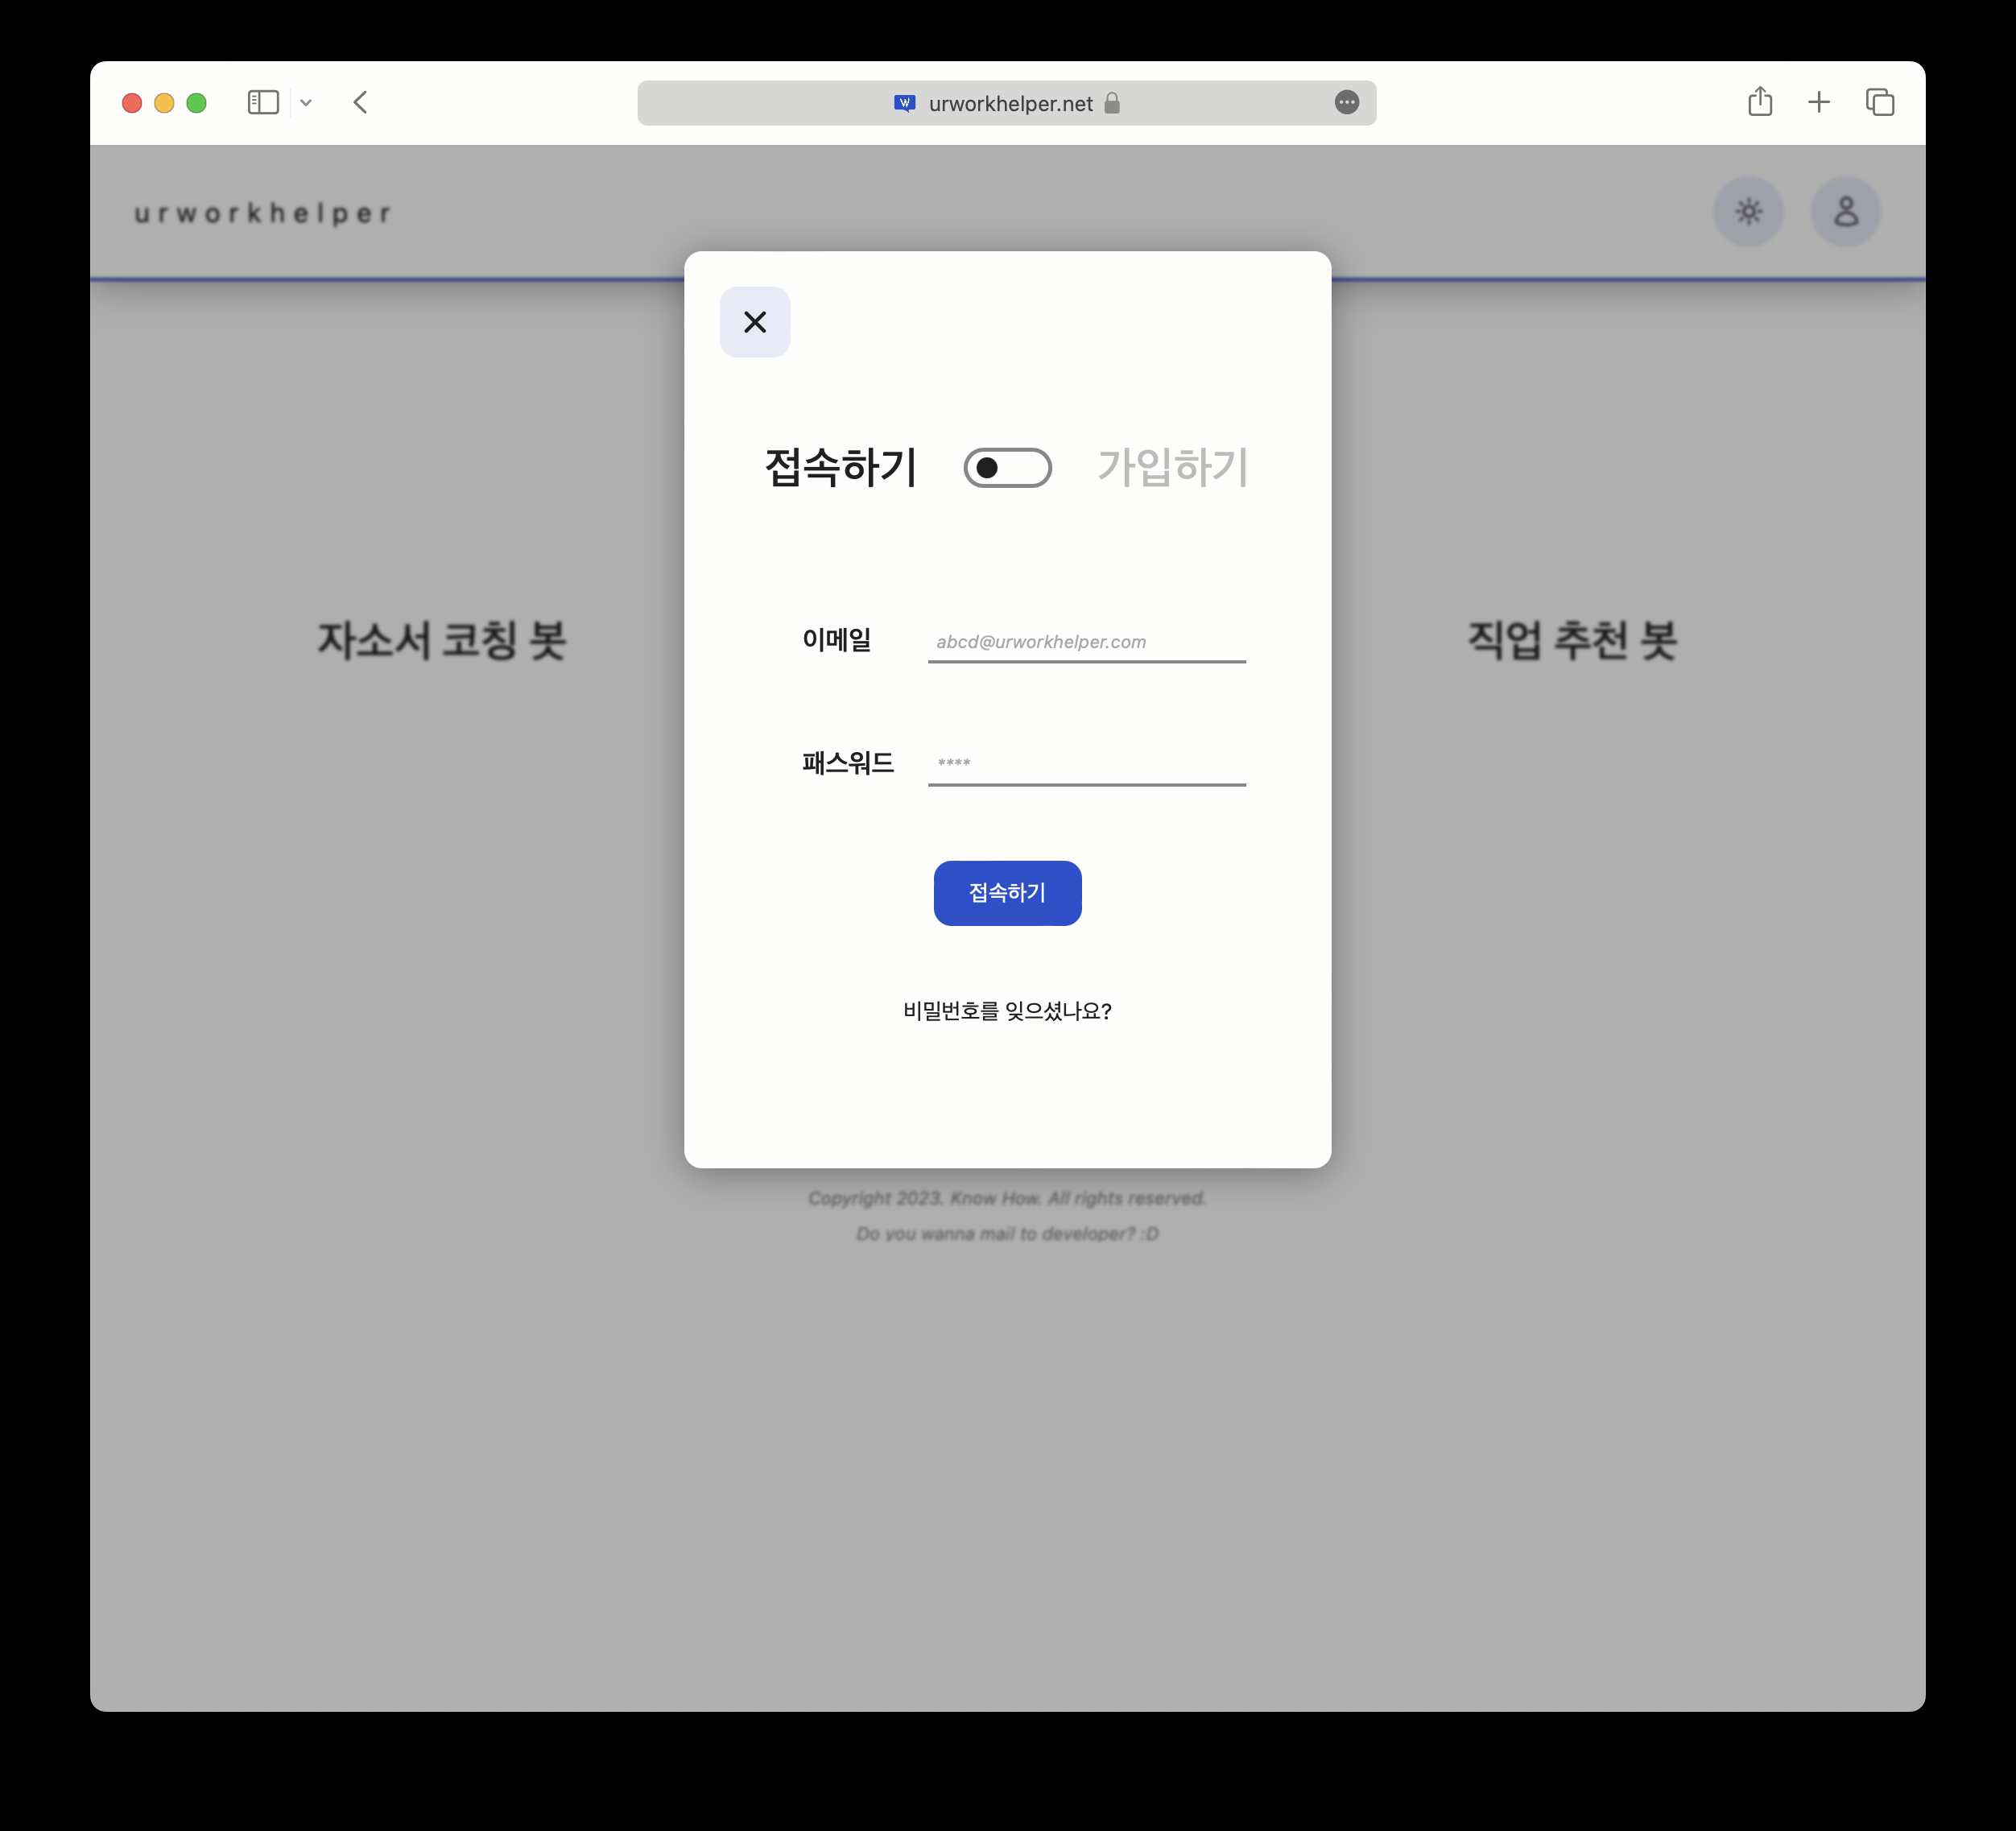 urworkhelper.net
urworkhelper
접속하기 가입하기
자소서 코칭 봇
직업 추천 봇
이메일 abcd@urworkhelper.com
패스워드 ****
접속하기
비밀번호를 잊으셨나요?
Copyright 2023. Know How. All rights reserved.
Do you wanna mail to developer? :D